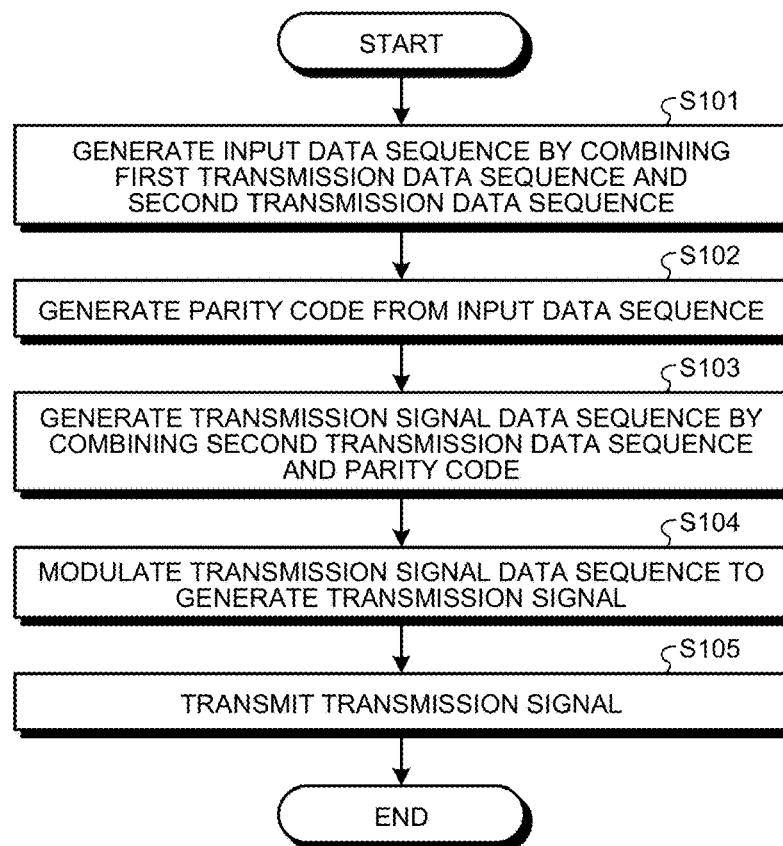 START
S101
GENERATE INPUT DATA SEQUENCE BY COMBINING
FIRST TRANSMISSION DATA SEQUENCE AND
SECOND TRANSMISSION DATA SEQUENCE
S102
GENERATE PARITY CODE FROM INPUT DATA SEQUENCE
S103
GENERATE TRANSMISSION SIGNAL DATA SEQUENCE BY
COMBINING SECOND TRANSMISSION DATA SEQUENCE
AND PARITY CODE
S104
MODULATE TRANSMISSION SIGNAL DATA SEQUENCE TO
GENERATE TRANSMISSION SIGNAL
S105
TRANSMIT TRANSMISSION SIGNAL
END